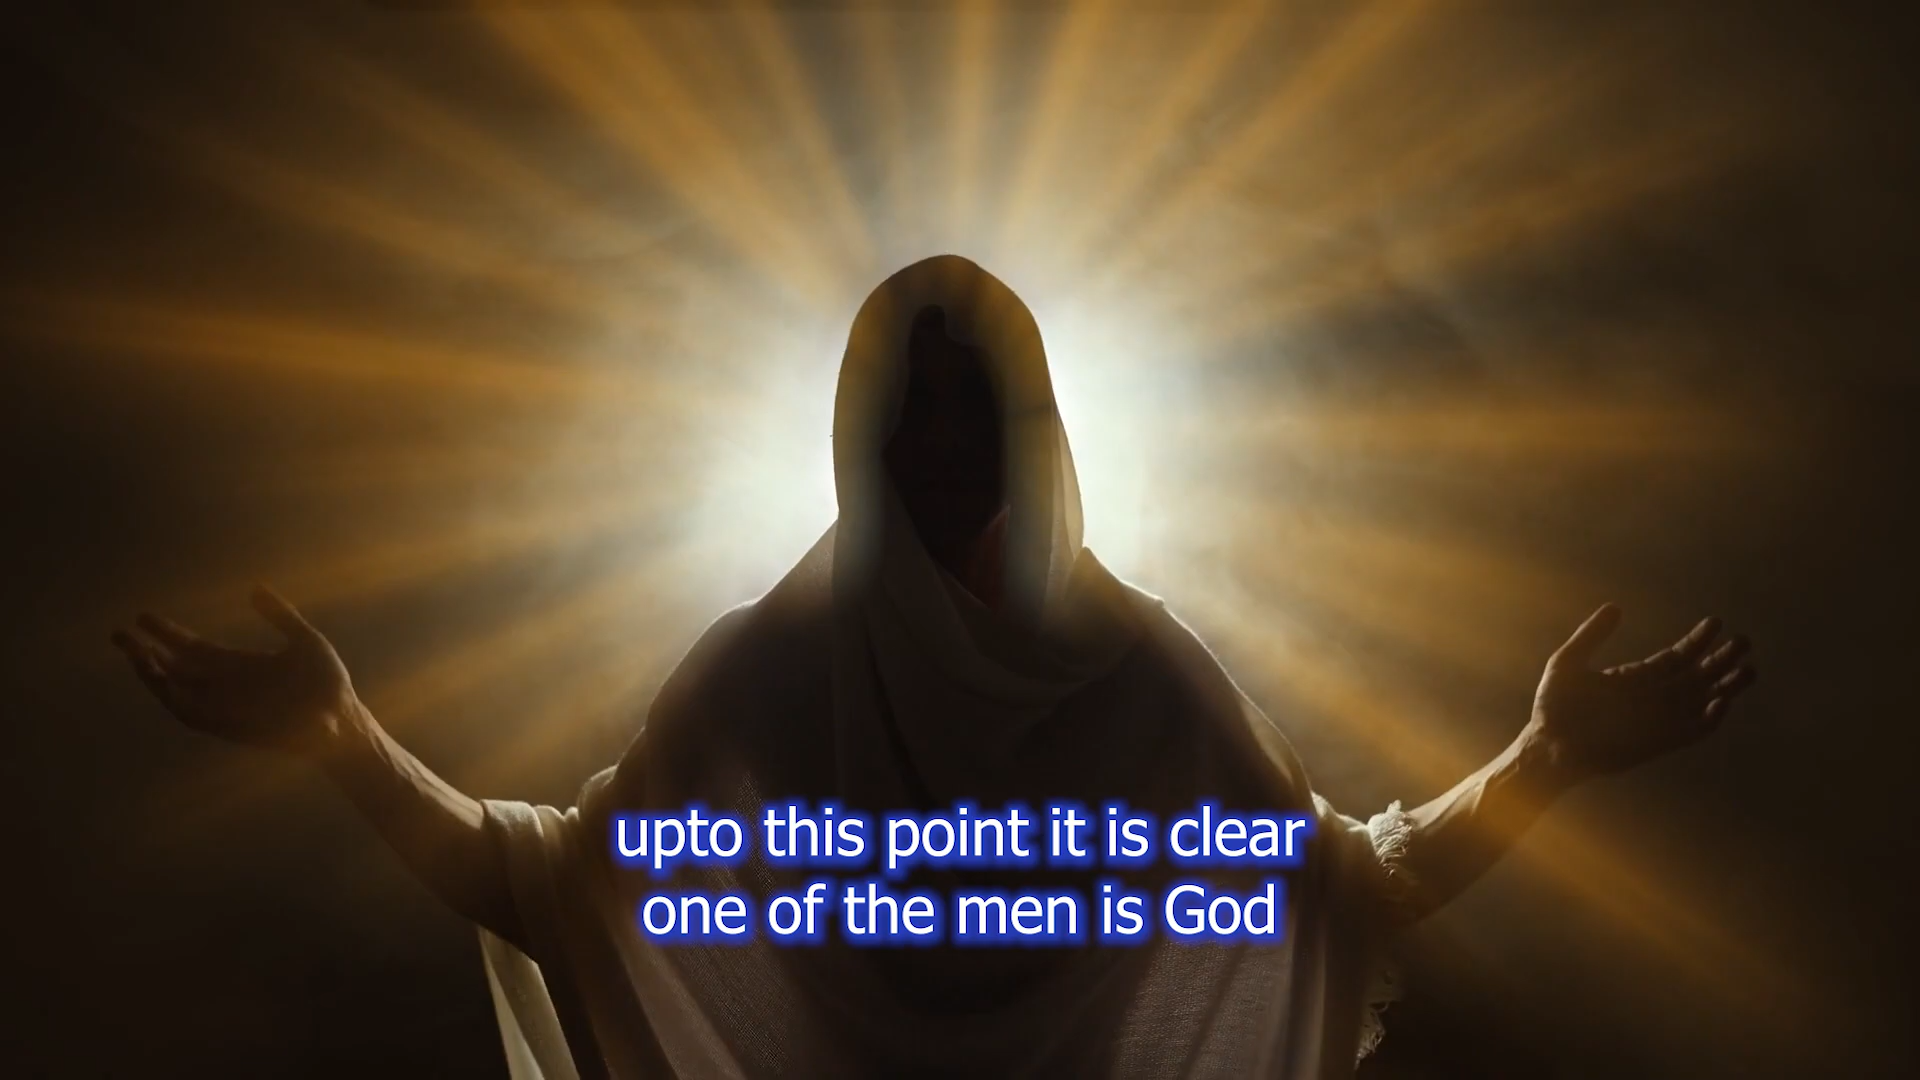 upto this point it is clear
one of the men is God